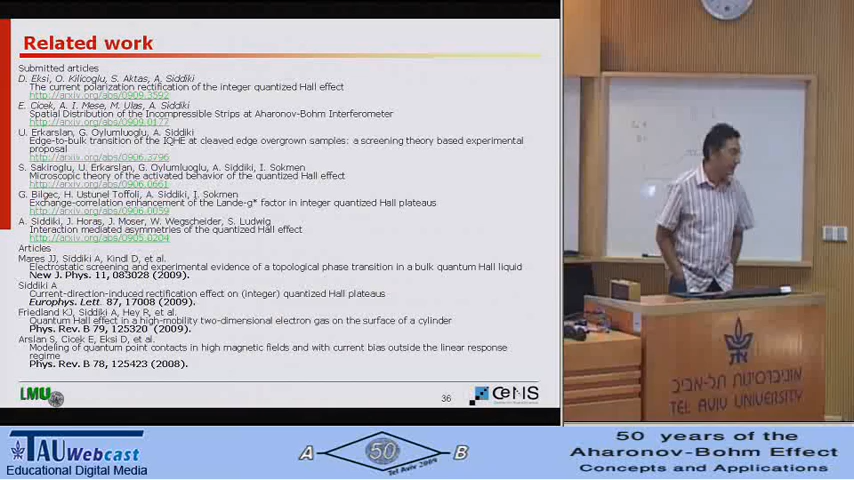 Related work
Submitted articles
D. Eksi, O. Kilicoglu, S. Aktas, A. Siddiki
The current polarization rectification of the integer quantized Hall effect
http://arxiv.org/abs/0909.3592
E. Cicek, A. I. Mese, M. Ulas, A. Siddiki
Spatial Distribution of the Incompressible Strips at Aharonov-Bohm Interferometer
http://arxiv.org/abs/0909.0177
U. Erkarslan, G. Oylumluoglu, A. Siddiki
Edge-to-bulk transition of the IQHE at cleaved edge overgrown samples: a screening theory based experimental
proposal
http://arxiv.org/abs/0906.3796
S. Sakiroglu, U. Erkarslan, G. Oylumluoglu, A. Siddiki, I. Sokmen
Microscopic theory of the activated behavior of the quantized Hall effect
http://arxiv.org/abs/0906.0661
G. Bilgec, H. Ustunel Toffoli, A. Siddiki, I. Sokmen
Exchange-correlation enhancement of the Lande-g* factor in integer quantized Hall plateaus
http://arxiv.org/abs/0906.0059
A. Siddiki, J. Horas, J. Moser, W. Wegscheider, S. Ludwig
Interaction mediated asymmetries of the quantized Hall effect
http://arxiv.org/abs/0905.0204
Articles
Mares JJ, Siddiki A, Kindl D, et al.
Electrostatic screening and experimental evidence of a topological phase transition in a bulk quantum Hall liquid
New J. Phys. 11, 083028 (2009).
Siddiki A
Current-direction-induced rectification effect on (integer) quantized Hall plateaus
Europhys. Lett. 87, 17008 (2009).
Friedland KJ, Siddiki A, Hey R, et al.
Quantum Hall effect in a high-mobility two-dimensional electron gas on the surface of a cylinder
Phys. Rev. B 79, 125320 (2009).
Arslan S, Cicek E, Eksi D, et al.
Modeling of quantum point contacts in high magnetic fields and with current bias outside the linear response
regime
Phys. Rev. B 78, 125423 (2008).
LMU
36
CeNS
אוניברסיטת תל-אביב
TEL AVIV UNIVERSITY
TAU Webcast
Educational Digital Media
A 50 B
Tel Aviv 2009
50 years of the
Aharonov-Bohm Effect
Concepts and Applications